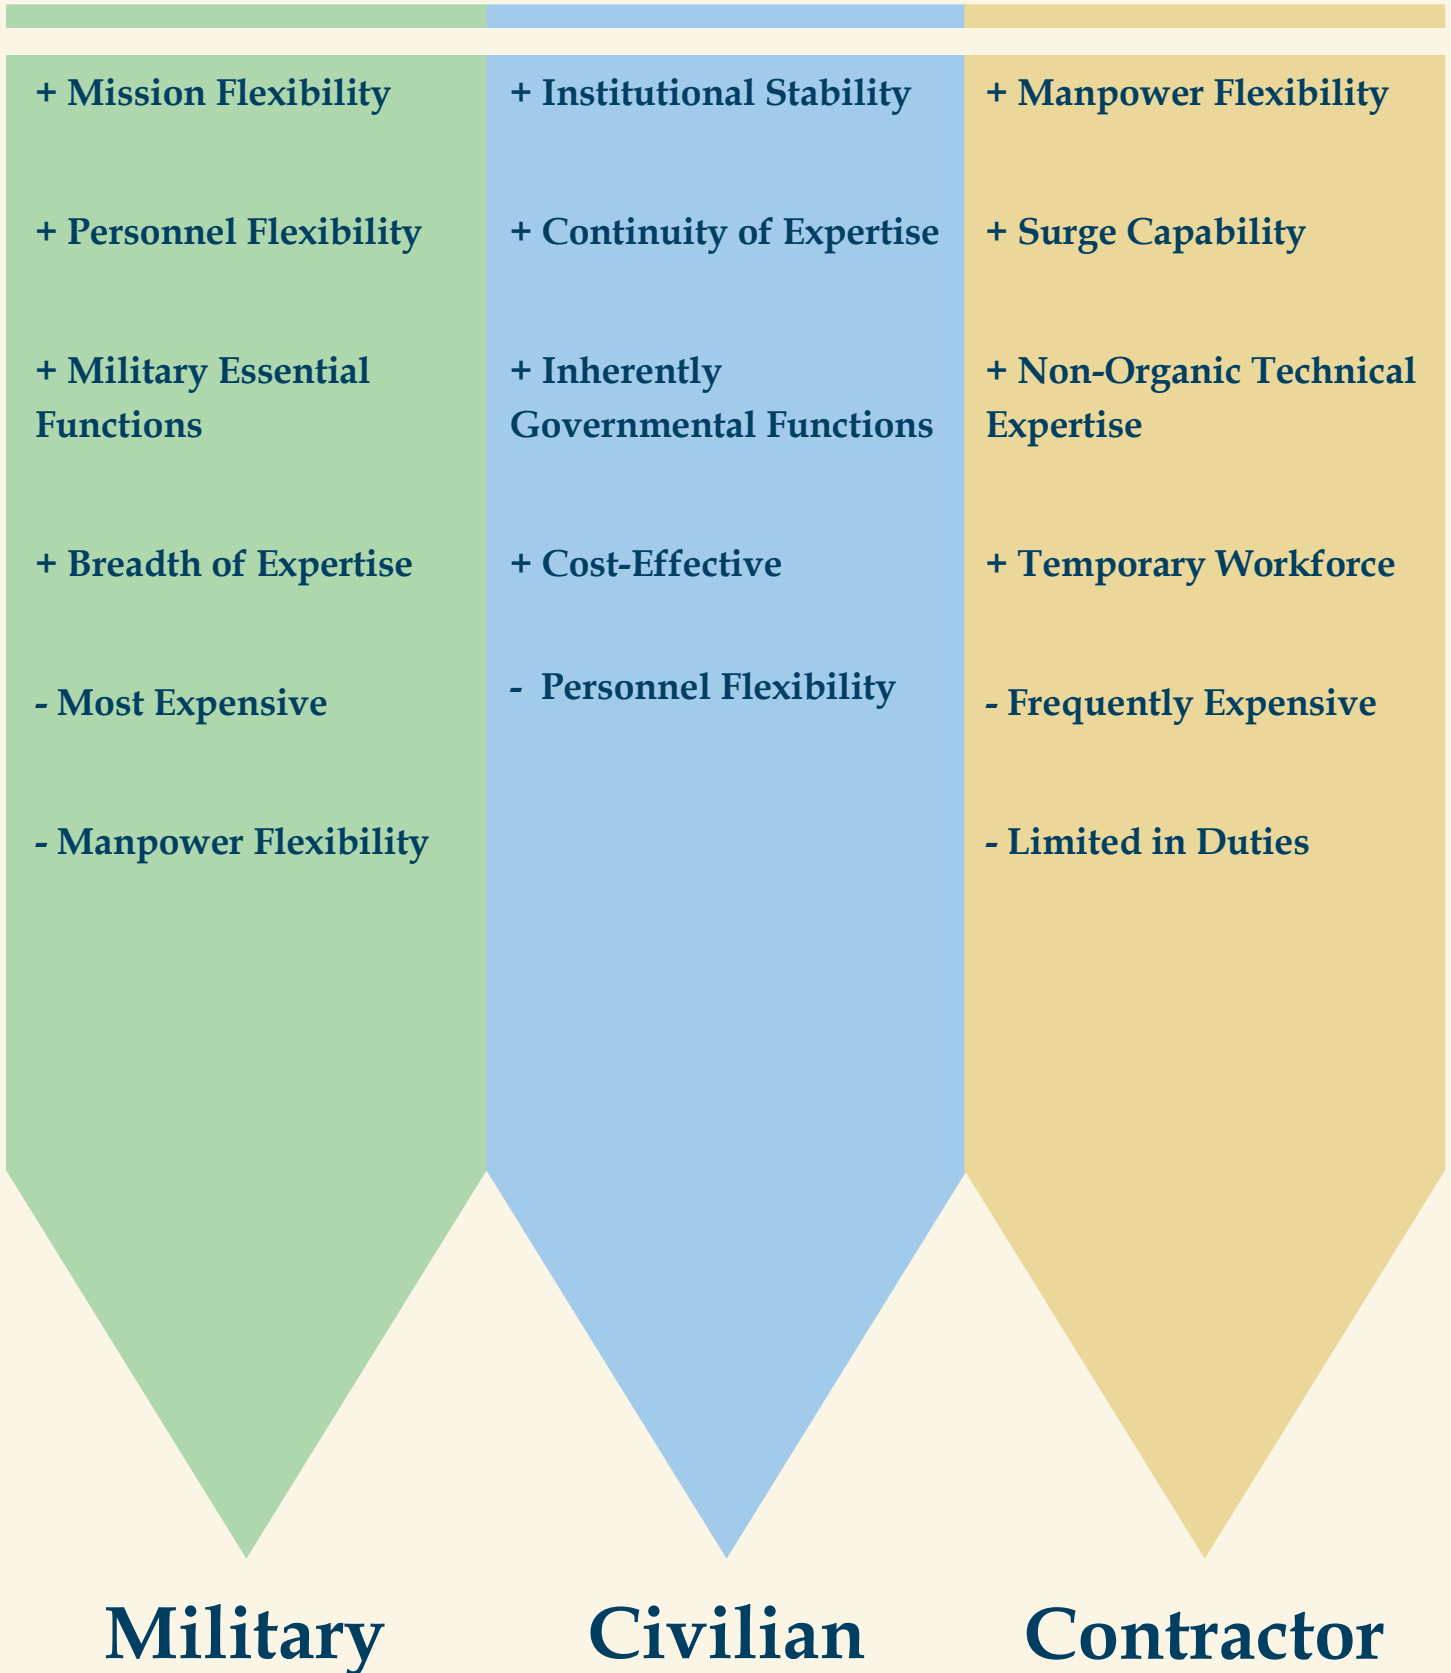 + Mission Flexibility
+ Personnel Flexibility
+ Military Essential
Functions
+ Breadth of Expertise
- Most Expensive
- Manpower Flexibility
+ Institutional Stability
+ Continuity of Expertise
+ Inherently
Governmental Functions
+ Cost-Effective
- Personnel Flexibility
+ Manpower Flexibility
+ Surge Capability
+ Non-Organic Technical
Expertise
+ Temporary Workforce
- Frequently Expensive
- Limited in Duties
Military
Civilian
Contractor